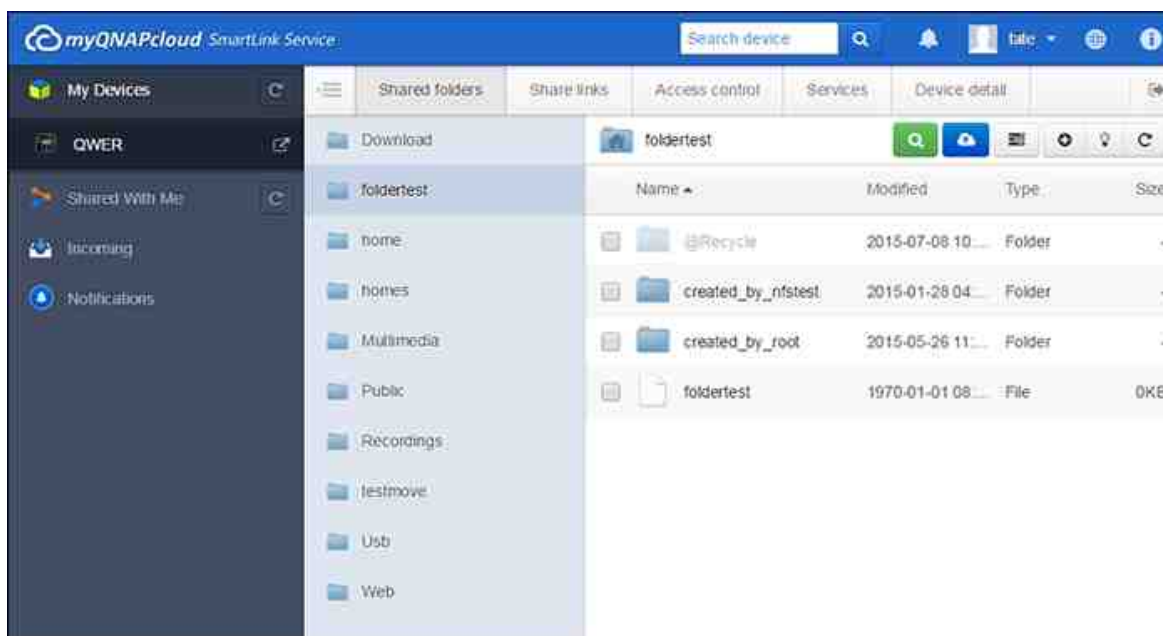 myQNAPcloud SmartLink Service
Search device
tate
My Devices
Shared folders
Share links
Access control
Services
Device detail
QWER
Download
foldertest
Shared With Me
foldertest
Name
Modified
Type
Size
Incoming
home
@Recycle
2015-07-08 10:...
Folder
-
Notifications
homes
created_by_nfstest
2015-01-28 04:...
Folder
-
Multimedia
created_by_root
2015-05-26 11:...
Folder
-
Public
foldertest
1970-01-01 08:...
File
0KB
Recordings
testmove
Usb
Web